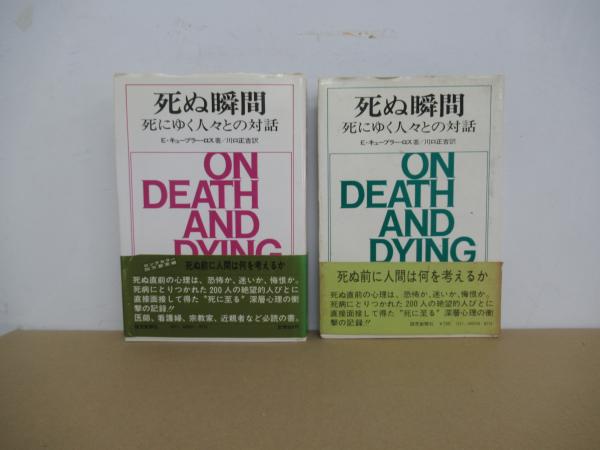 死ぬ瞬間
死にゆく人々との対話
E・キューブラー・ロス著/川口正吉訳
ON
DEATH
AND
DYING
死ぬ前に人間は何を考えるか
死ぬ直前の心理は、恐怖か、迷いか、悔恨か。
死病にとりつかれた200人の絶望的人びとに
直接面接して得た“死に至る”深層心理の衝
撃の記録!!
医師、看護婦、宗教家、近親者など必読の書。
読売新聞社
死ぬ瞬間
死にゆく人々との対話
E・キューブラー・ロス著/川口正吉訳
ON
DEATH
AND
DYING
死ぬ前に人間は何を考えるか
死ぬ直前の心理は、恐怖か、迷いか、悔恨か。
死病にとりつかれた200人の絶望的人びとに
直接面接して得た“死に至る”深層心理の衝
撃の記録!!
読売新聞社